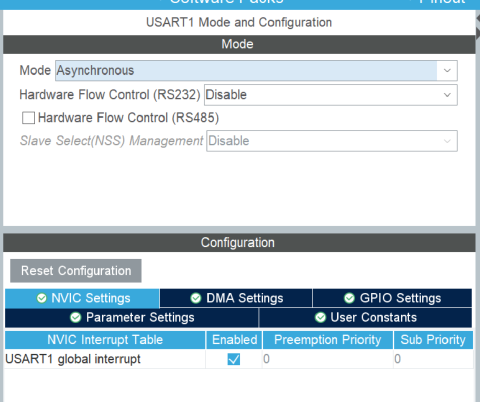 Software Packs Pinout
USART1 Mode and Configuration
Mode
Mode Asynchronous
Hardware Flow Control (RS232) Disable
Hardware Flow Control (RS485)
Slave Select(NSS) Management Disable
Configuration
Reset Configuration
NVIC Settings DMA Settings GPIO Settings
Parameter Settings User Constants
NVIC Interrupt Table Enabled Preemption Priority Sub Priority
USART1 global interrupt 0 0